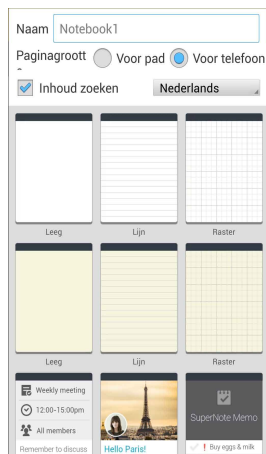 Naam Notebook1
Paginagroott Voor pad Voor telefoon
Inhoud zoeken Nederlands
Leeg Lijn Raster
Leeg Lijn Raster
Weekly meeting
12:00-15:00pm
All members
Remember to discuss
Hello Paris!
SuperNote Memo
Buy eggs & milk